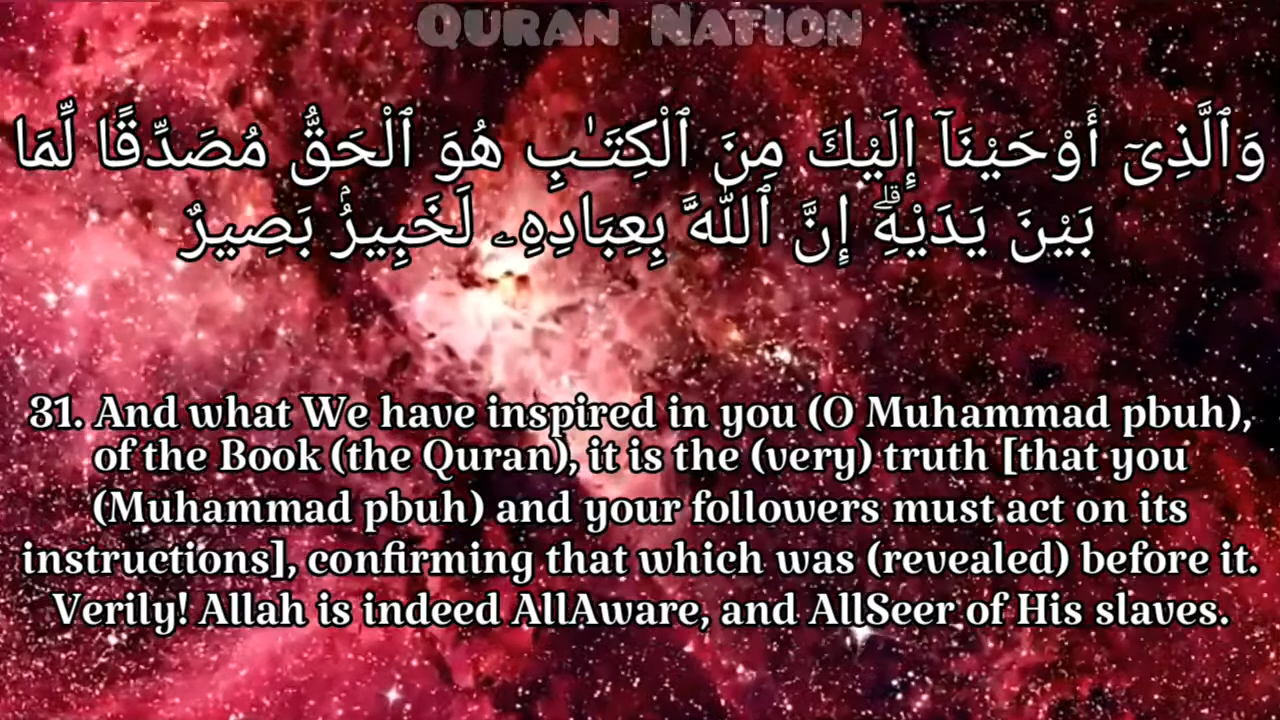 QURAN NATION
وَٱلَّذِىٓ أَوْحَيْنَآ إِلَيْكَ مِنَ ٱلْكِتَـٰبِ هُوَ ٱلْحَقُّ مُصَدِّقًا لِّمَا
بَيْنَ يَدَيْهِۗ إِنَّ ٱللَّهَ بِعِبَادِهِۦ لَخَبِيرُۢ بَصِيرٌ
31. And what We have inspired in you (O Muhammad pbuh),
of the Book (the Quran), it is the (very) truth [that you
(Muhammad pbuh) and your followers must act on its
instructions], confirming that which was (revealed) before it.
Verily! Allah is indeed AllAware, and AllSeer of His slaves.